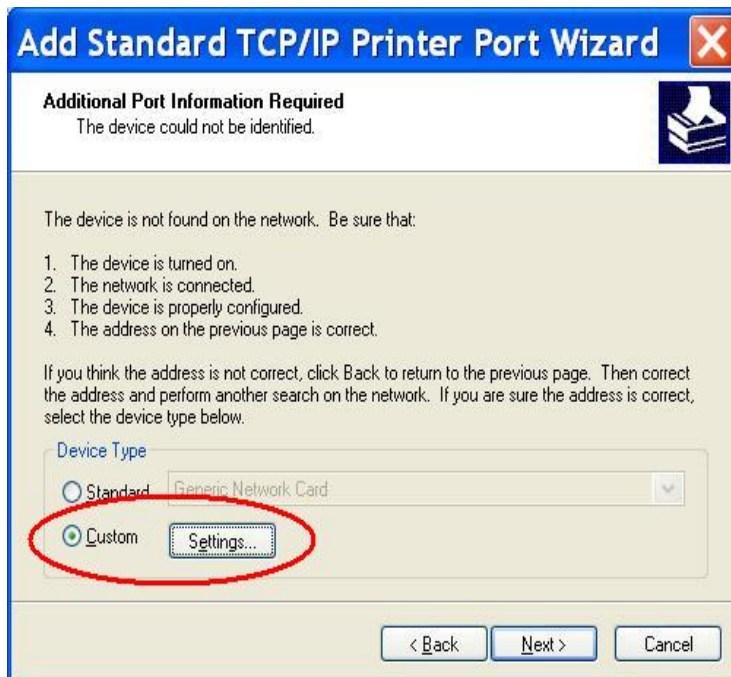 Add Standard TCP/IP Printer Port Wizard
Additional Port Information Required
The device could not be identified.
The device is not found on the network. Be sure that:
1. The device is turned on.
2. The network is connected.
3. The device is properly configured.
4. The address on the previous page is correct.
If you think the address is not correct, click Back to return to the previous page. Then correct
the address and perform another search on the network. If you are sure the address is correct,
select the device type below.
Device Type
Standard Generic Network Card
Custom Settings...
< Back Next > Cancel